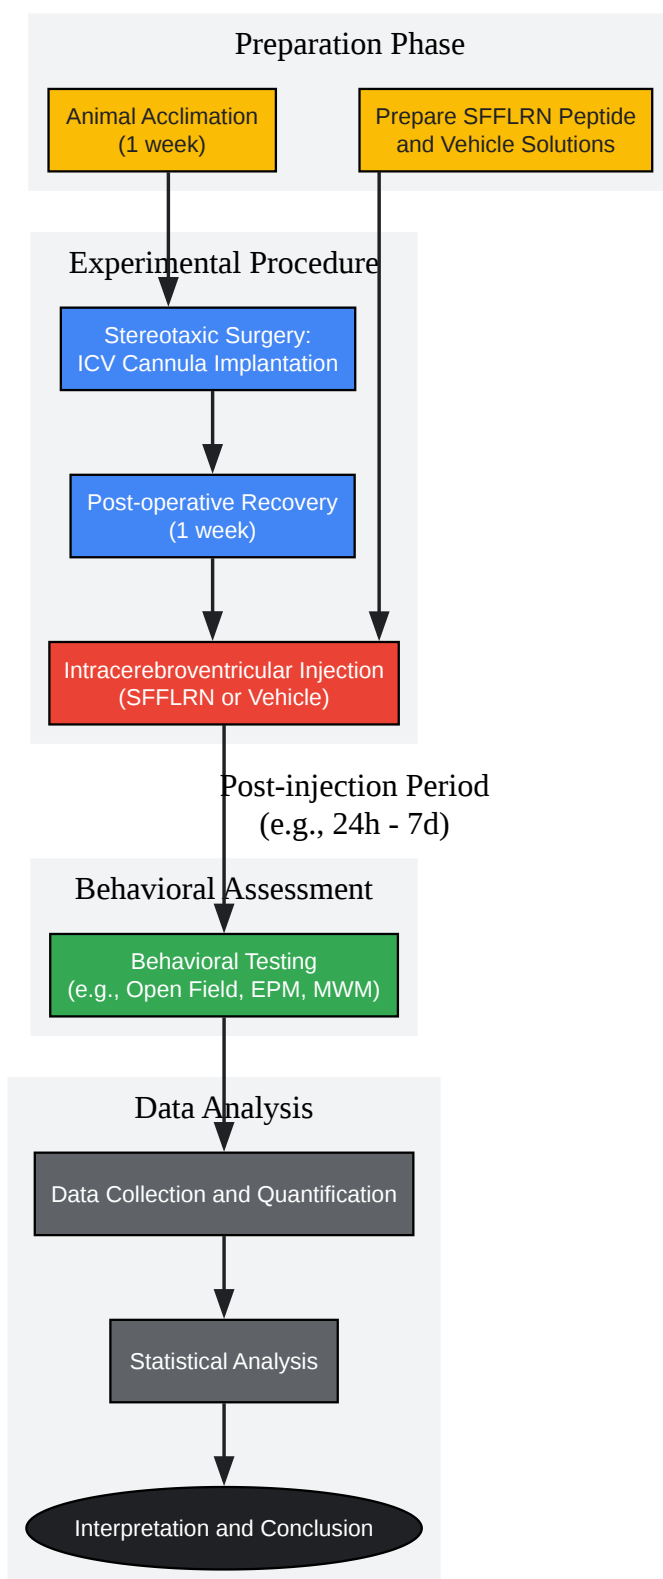 Preparation Phase
Animal Acclimation
(1 week)
Prepare SFFLRN Peptide
and Vehicle Solutions
Experimental Procedure
Stereotaxic Surgery:
ICV Cannula Implantation
Post-operative Recovery
(1 week)
Intracerebroventricular Injection
(SFFLRN or Vehicle)
Post-injection Period
(e.g., 24h - 7d)
Behavioral Assessment
Behavioral Testing
(e.g., Open Field, EPM, MWM)
Data Analysis
Data Collection and Quantification
Statistical Analysis
Interpretation and Conclusion